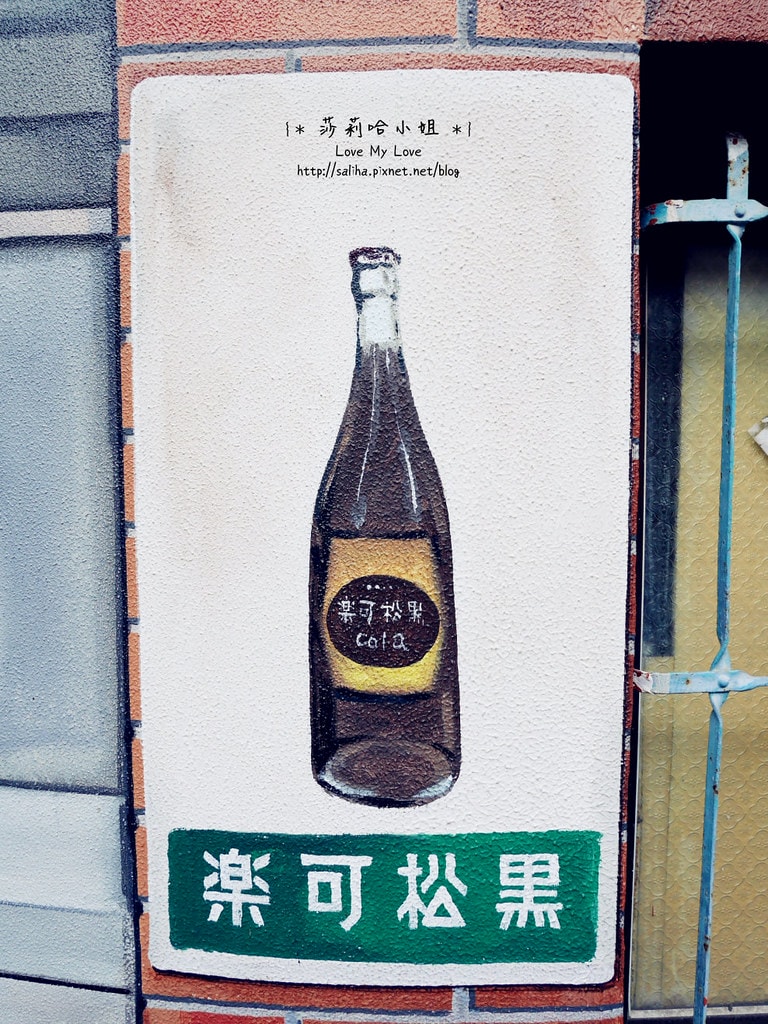 {* 莎莉哈小姐 *}
Love My Love
http://saliha.pixnet.net/blog
楽可松黒
cola
楽可松黒